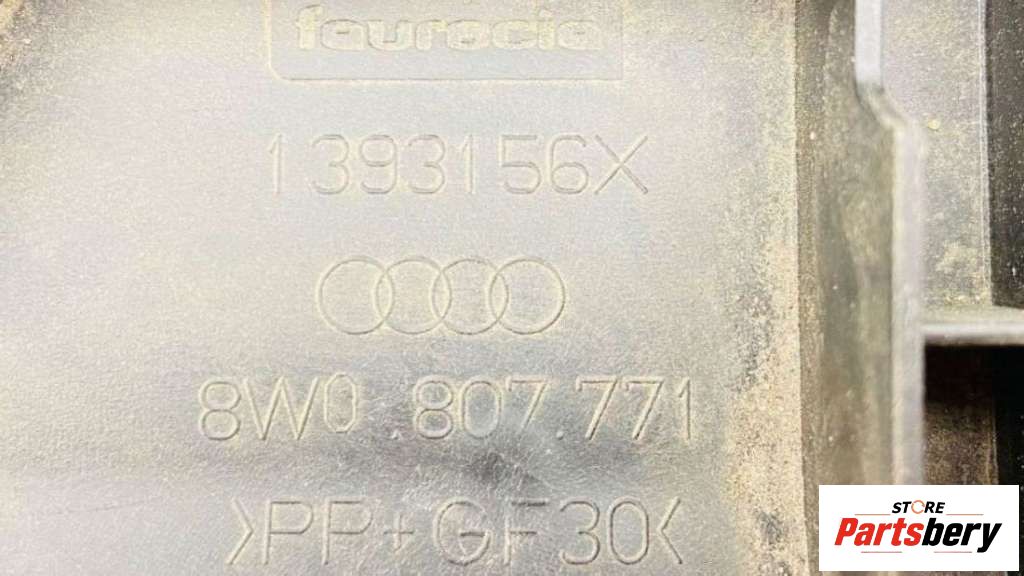 faurecia
1393156X
8W0.807.771
>PP+GF30<
STORE
Partsbery